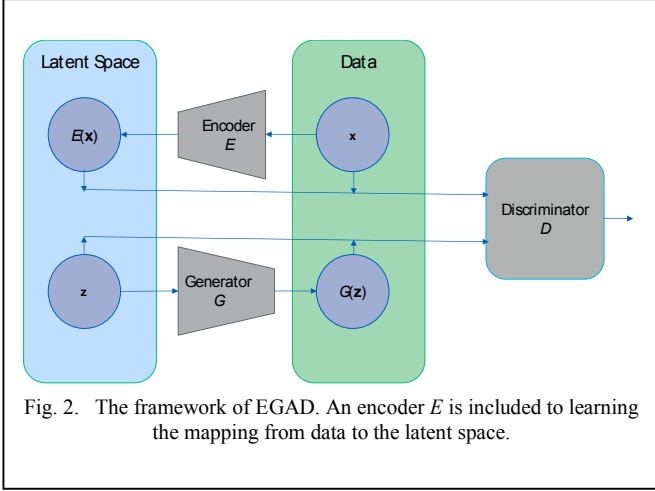 Latent Space
Data
E(x)
Encoder
E
x
Discriminator
D
z
Generator
G
G(z)
Fig. 2. The framework of EGAD. An encoder E is included to learning
the mapping from data to the latent space.